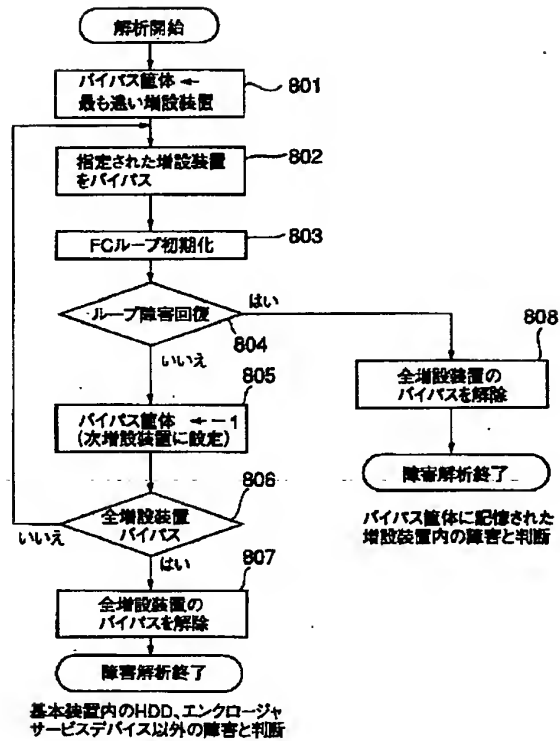 解析開始
バイパス筐体 ←
最も遠い増設装置
801
指定された増設装置
をバイパス
802
FCループ初期化
803
ループ障害回復
はい
804
いいえ
805
バイパス筐体 ←－1
(次増設装置に設定)
806
全増設装置
バイパス
いいえ
はい
807
全増設装置の
バイパスを解除
障害解析終了
基本装置内のHDD、エンクロージャ
サービスデバイス以外の障害と判断
808
全増設装置の
バイパスを解除
障害解析終了
バイパス筐体に記憶された
増設装置内の障害と判断